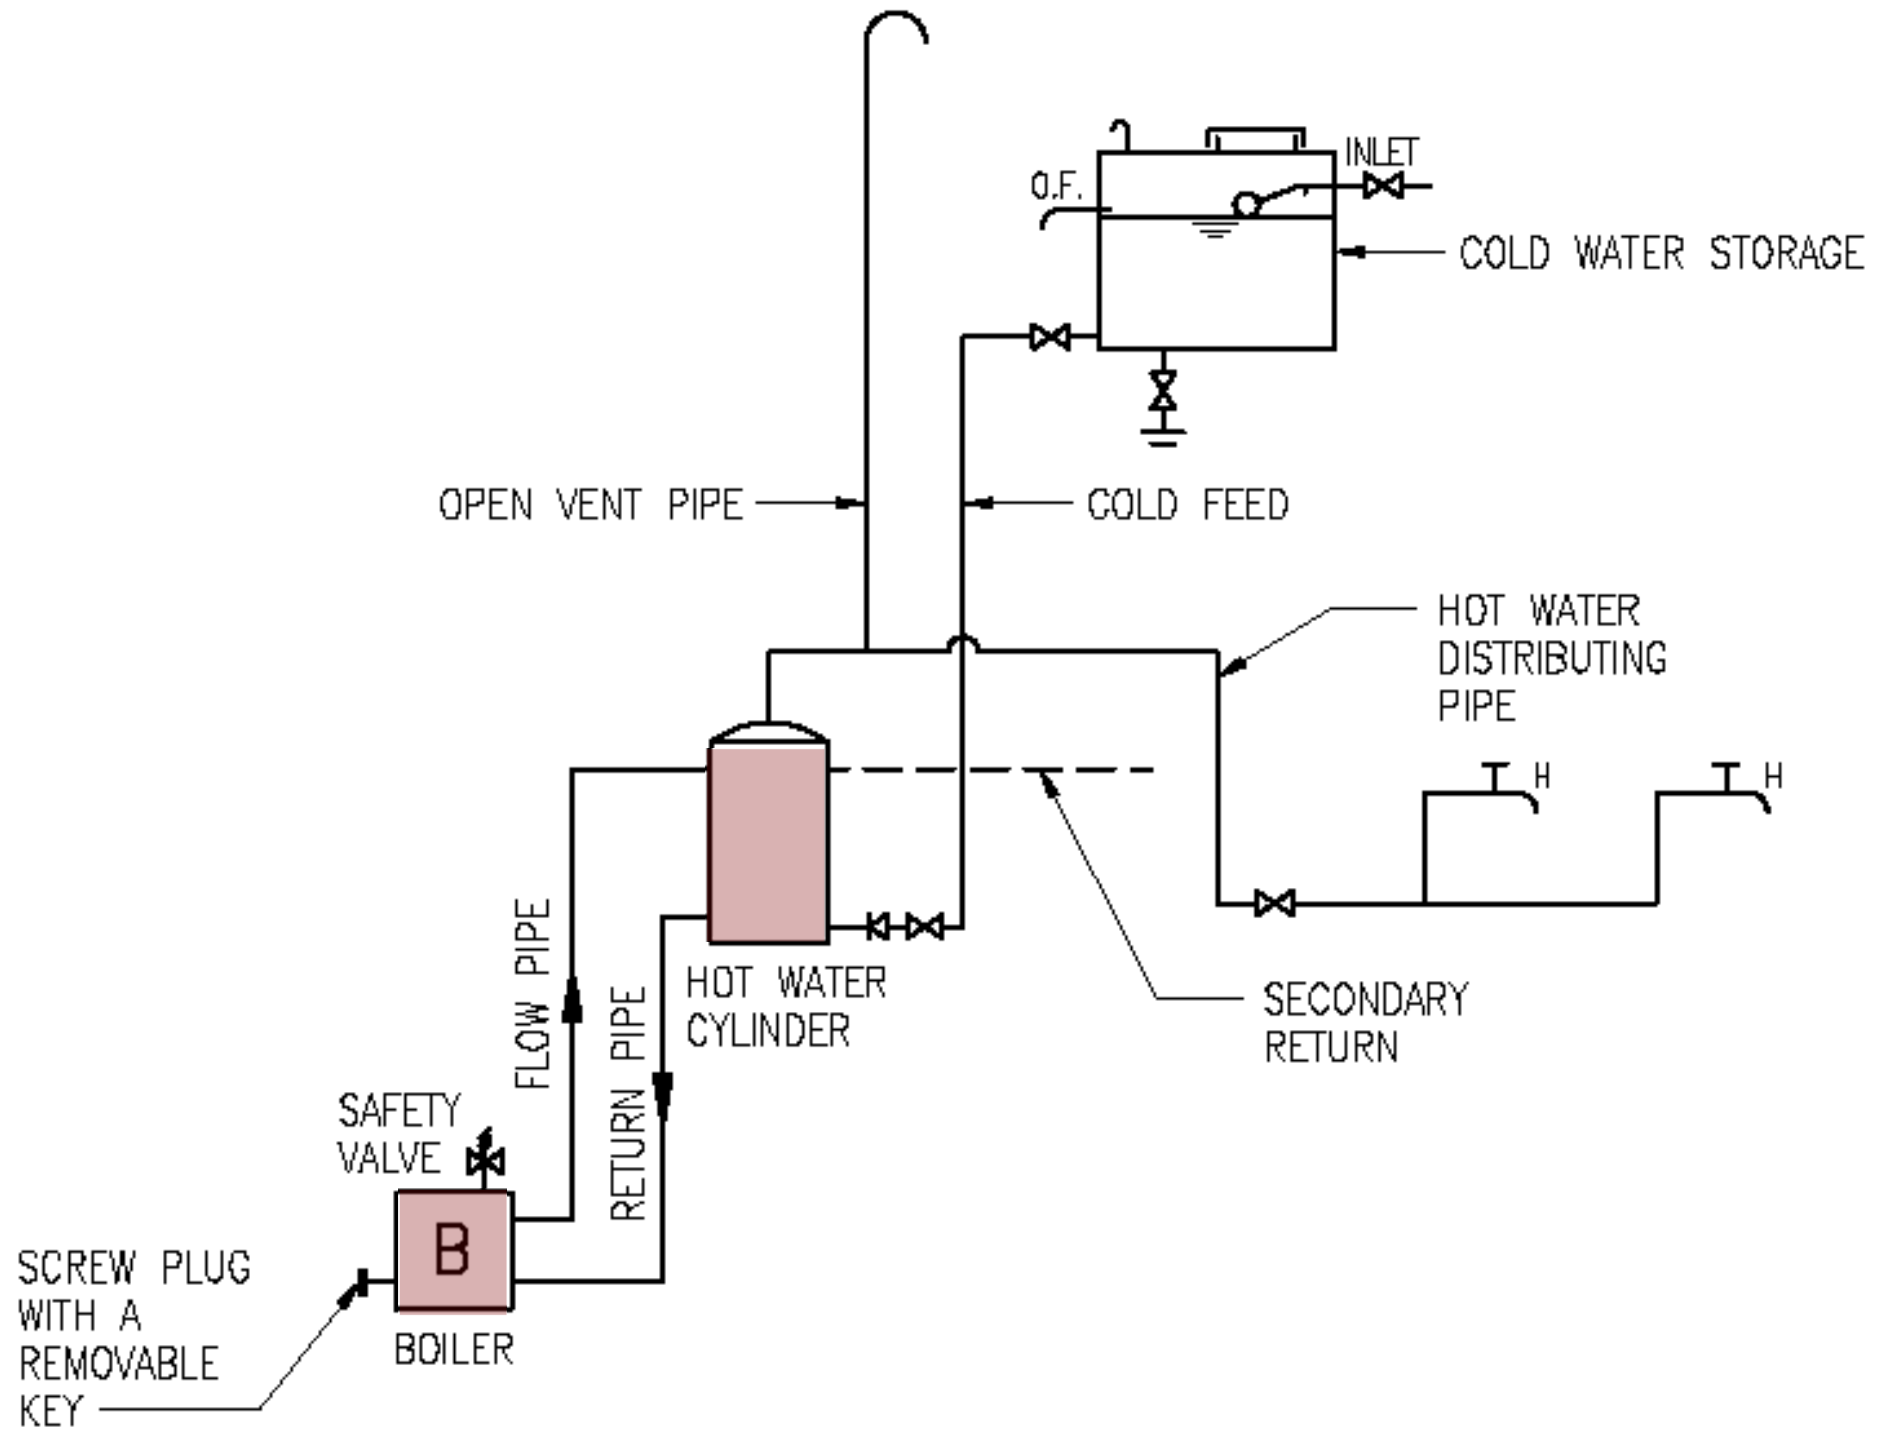 INLET
O.F.
COLD WATER STORAGE
OPEN VENT PIPE
COLD FEED
HOT WATER
DISTRIBUTING
PIPE
H
H
FLOW PIPE
RETURN PIPE
HOT WATER
CYLINDER
SECONDARY
RETURN
SAFETY
VALVE
B
BOILER
SCREW PLUG
WITH A
REMOVABLE
KEY